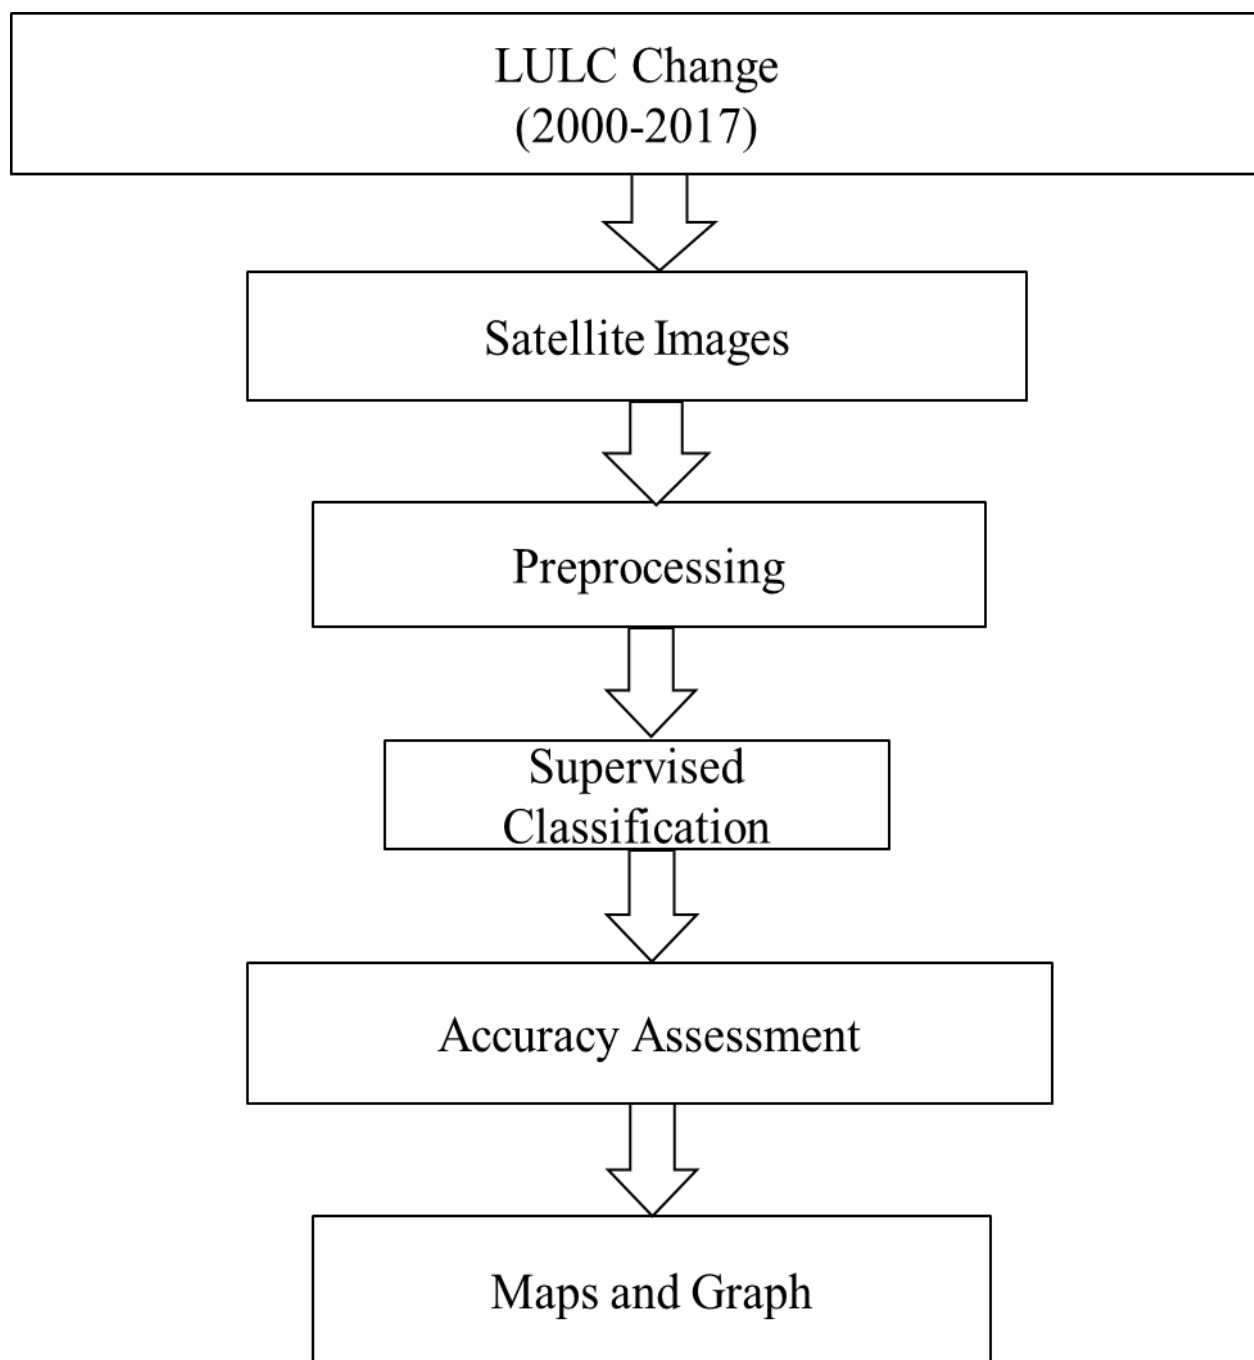 LULC Change
(2000-2017)
Satellite Images
Preprocessing
Supervised
Classification
Accuracy Assessment
Maps and Graph